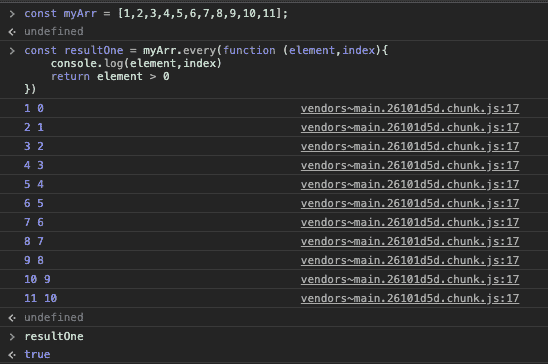 > const myArr = [1,2,3,4,5,6,7,8,9,10,11];
< undefined
> const resultOne = myArr.every(function (element,index){
    console.log(element,index)
    return element > 0
})
1 0 vendors~main.26101d5d.chunk.js:17
2 1 vendors~main.26101d5d.chunk.js:17
3 2 vendors~main.26101d5d.chunk.js:17
4 3 vendors~main.26101d5d.chunk.js:17
5 4 vendors~main.26101d5d.chunk.js:17
6 5 vendors~main.26101d5d.chunk.js:17
7 6 vendors~main.26101d5d.chunk.js:17
8 7 vendors~main.26101d5d.chunk.js:17
9 8 vendors~main.26101d5d.chunk.js:17
10 9 vendors~main.26101d5d.chunk.js:17
11 10 vendors~main.26101d5d.chunk.js:17
< undefined
> resultOne
< true